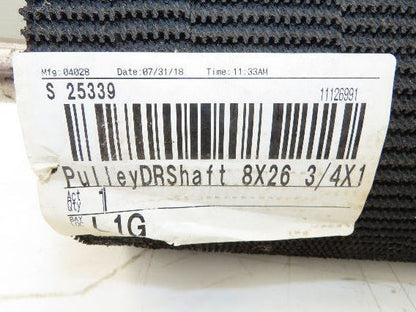 Mfg:04028 Date:07/31/18 Time:11:33AM
S 25339 11126991
PulleyDRShaft 8X26 3/4X1
Act Qty 1
BAY LOC L1G